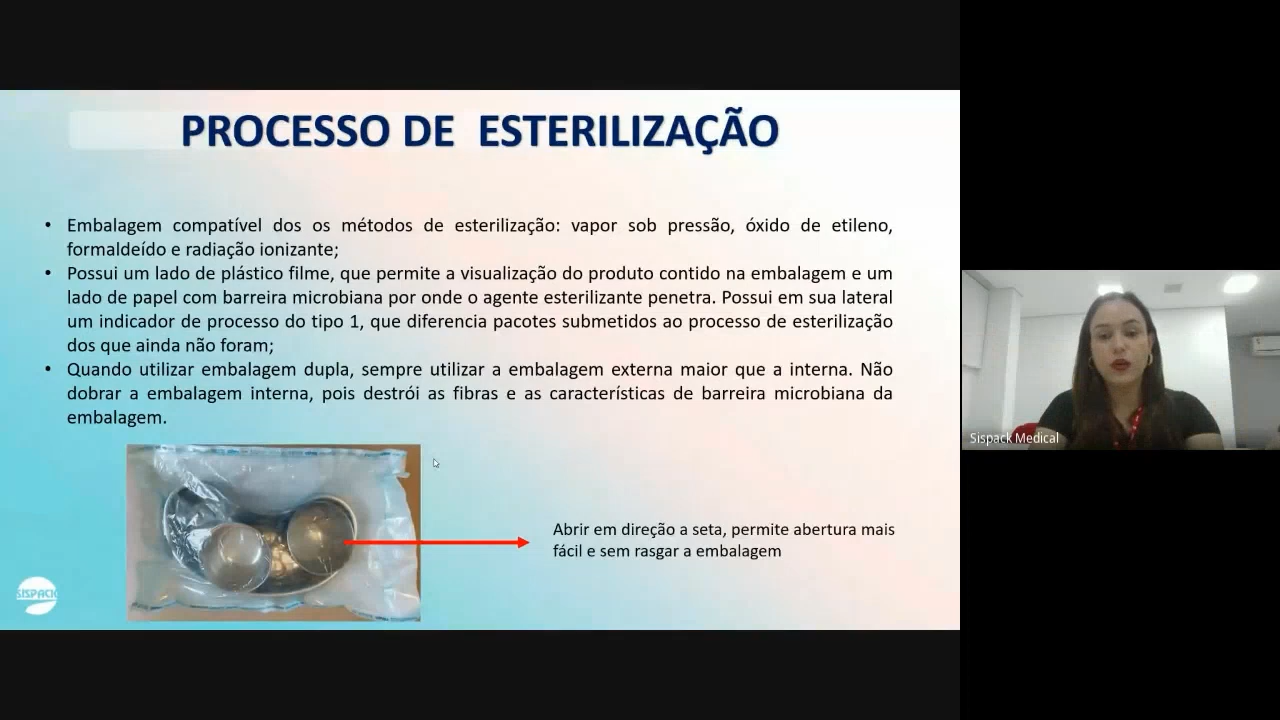 PROCESSO DE ESTERILIZAÇÃO
• Embalagem compatível dos os métodos de esterilização: vapor sob pressão, óxido de etileno,
formaldeído e radiação ionizante;
• Possui um lado de plástico filme, que permite a visualização do produto contido na embalagem e um
lado de papel com barreira microbiana por onde o agente esterilizante penetra. Possui em sua lateral
um indicador de processo do tipo 1, que diferencia pacotes submetidos ao processo de esterilização
dos que ainda não foram;
• Quando utilizar embalagem dupla, sempre utilizar a embalagem externa maior que a interna. Não
dobrar a embalagem interna, pois destrói as fibras e as características de barreira microbiana da
embalagem.
Abrir em direção a seta, permite abertura mais
fácil e sem rasgar a embalagem
SISPACK
Sispack Medical